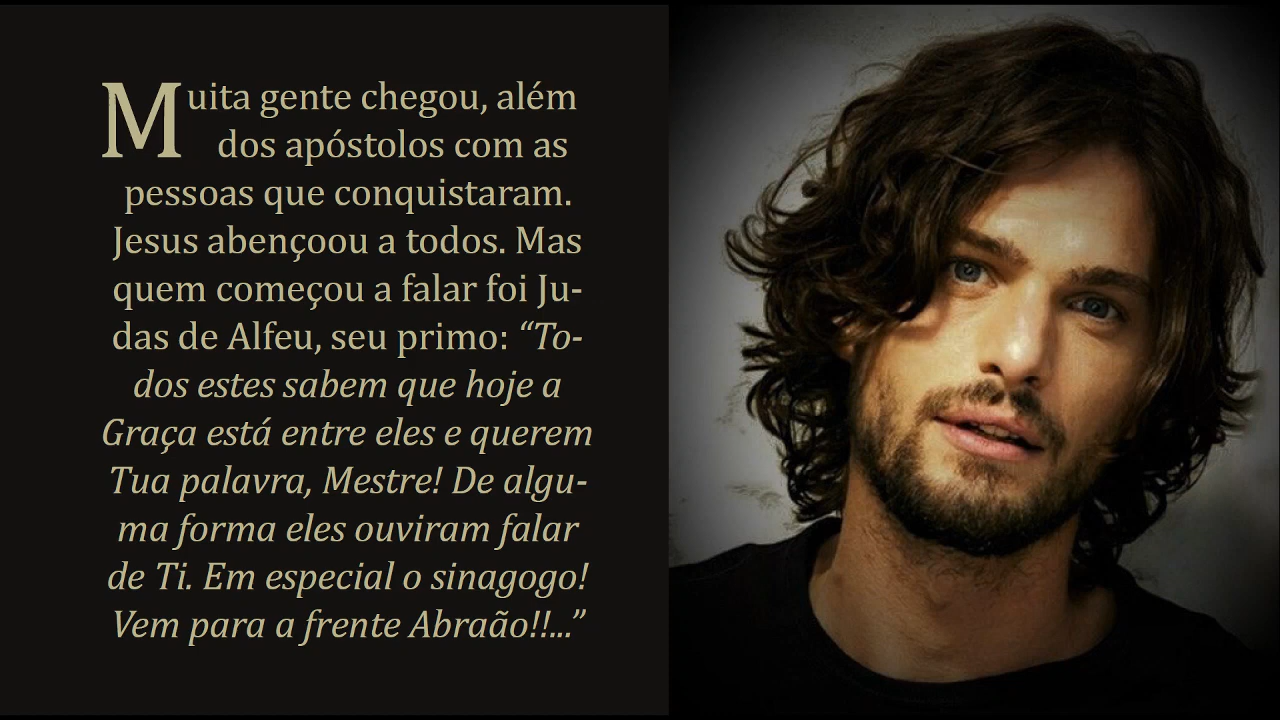 Muita gente chegou, além
dos apóstolos com as
pessoas que conquistaram.
Jesus abençoou a todos. Mas
quem começou a falar foi Ju-
das de Alfeu, seu primo: “To-
dos estes sabem que hoje a
Graça está entre eles e querem
Tua palavra, Mestre! De algu-
ma forma eles ouviram falar
de Ti. Em especial o sinagogo!
Vem para a frente Abraão!!...”